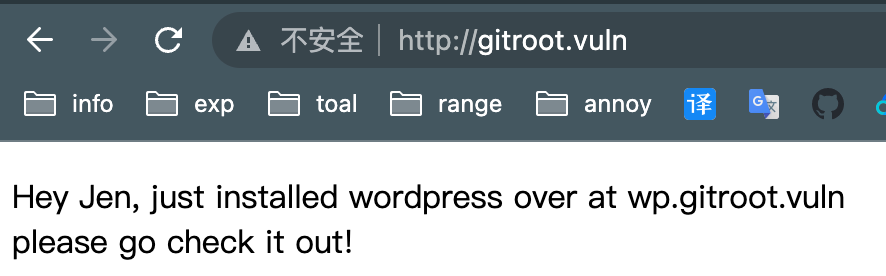 不安全 http://gitroot.vuln
info exp toal range annoy 译 G 文
Hey Jen, just installed wordpress over at wp.gitroot.vuln
please go check it out!